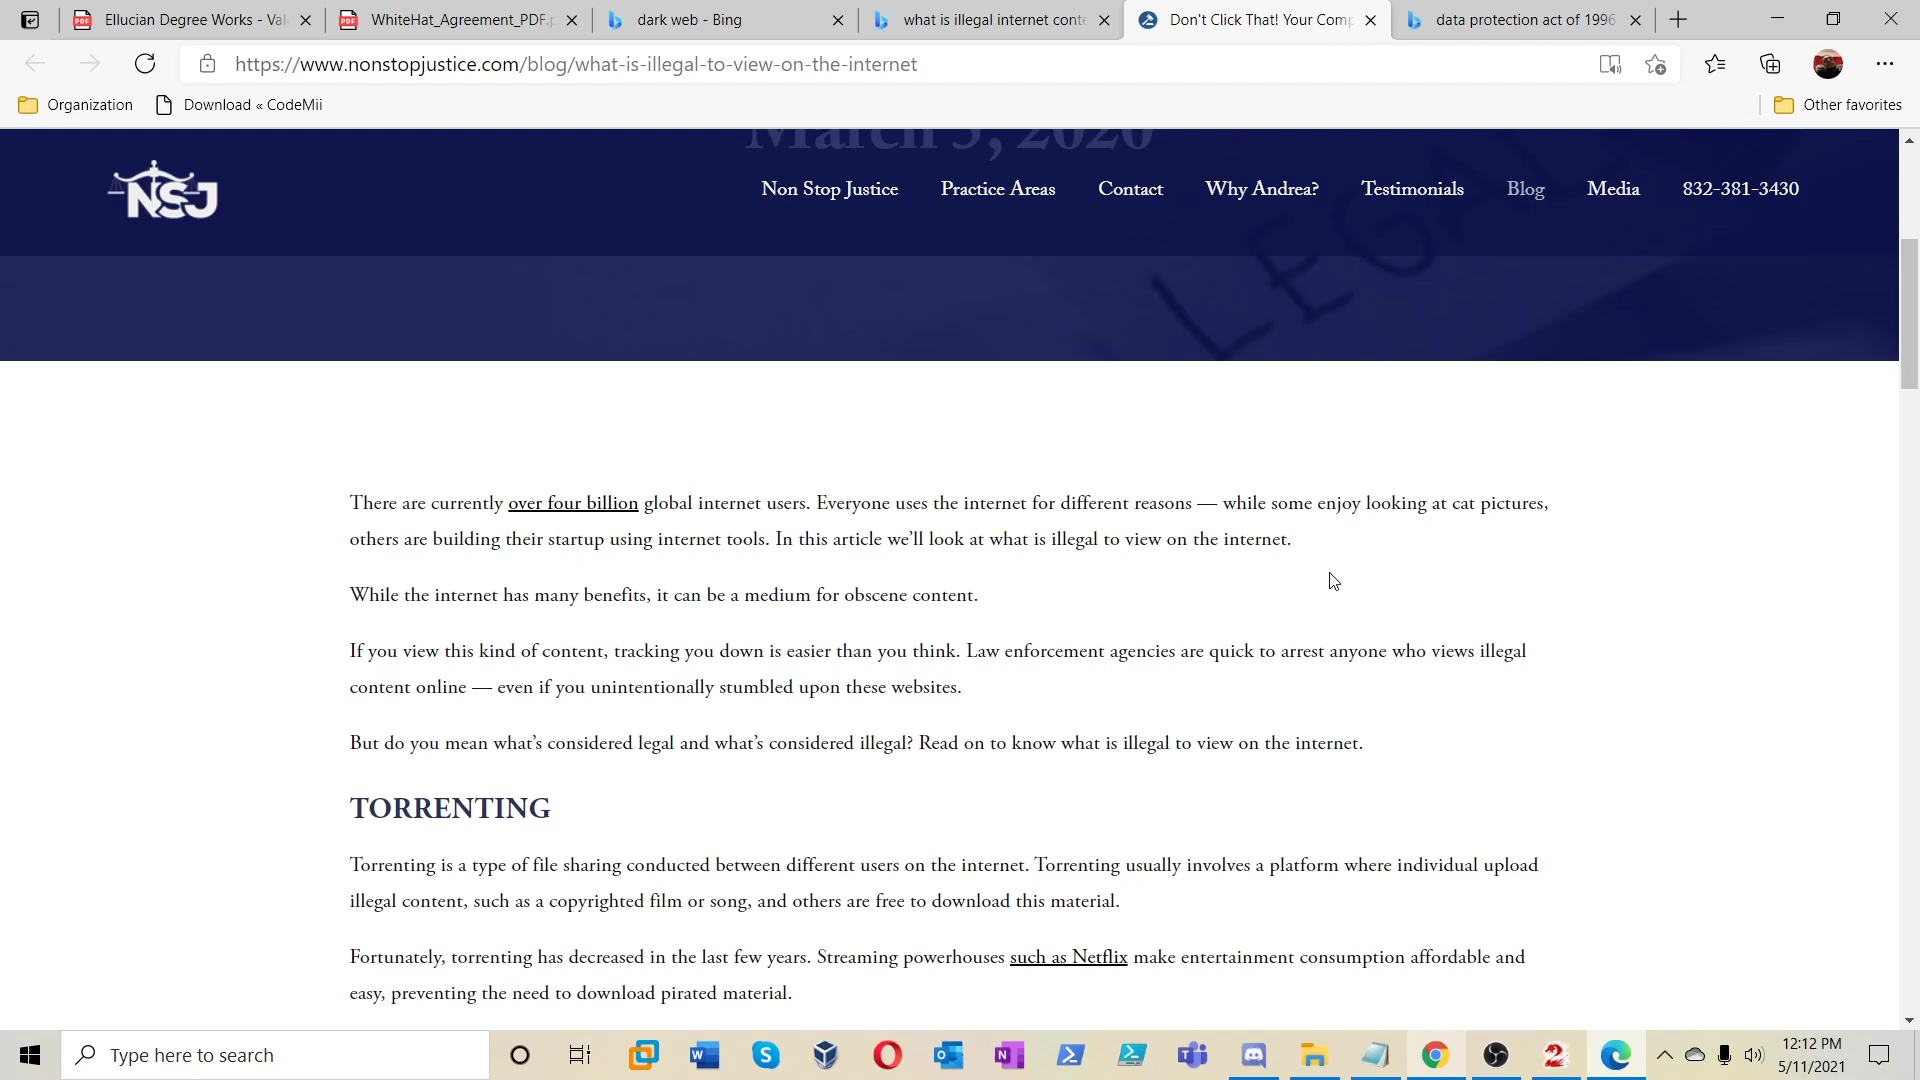 Ellucian Degree Works - Val
WhiteHat_Agreement_PDF.p
dark web - Bing
what is illegal internet conte
Don't Click That! Your Comp
data protection act of 1996
https://www.nonstopjustice.com/blog/what-is-illegal-to-view-on-the-internet
Organization
Download « CodeMii
Other favorites
March 5, 2020
NSJ
Non Stop Justice
Practice Areas
Contact
Why Andrea?
Testimonials
Blog
Media
832-381-3430
LEGAL
There are currently over four billion global internet users. Everyone uses the internet for different reasons — while some enjoy looking at cat pictures,
others are building their startup using internet tools. In this article we'll look at what is illegal to view on the internet.
While the internet has many benefits, it can be a medium for obscene content.
If you view this kind of content, tracking you down is easier than you think. Law enforcement agencies are quick to arrest anyone who views illegal
content online — even if you unintentionally stumbled upon these websites.
But do you mean what's considered legal and what's considered illegal? Read on to know what is illegal to view on the internet.
TORRENTING
Torrenting is a type of file sharing conducted between different users on the internet. Torrenting usually involves a platform where individual upload
illegal content, such as a copyrighted film or song, and others are free to download this material.
Fortunately, torrenting has decreased in the last few years. Streaming powerhouses such as Netflix make entertainment consumption affordable and
easy, preventing the need to download pirated material.
Type here to search
12:12 PM
5/11/2021